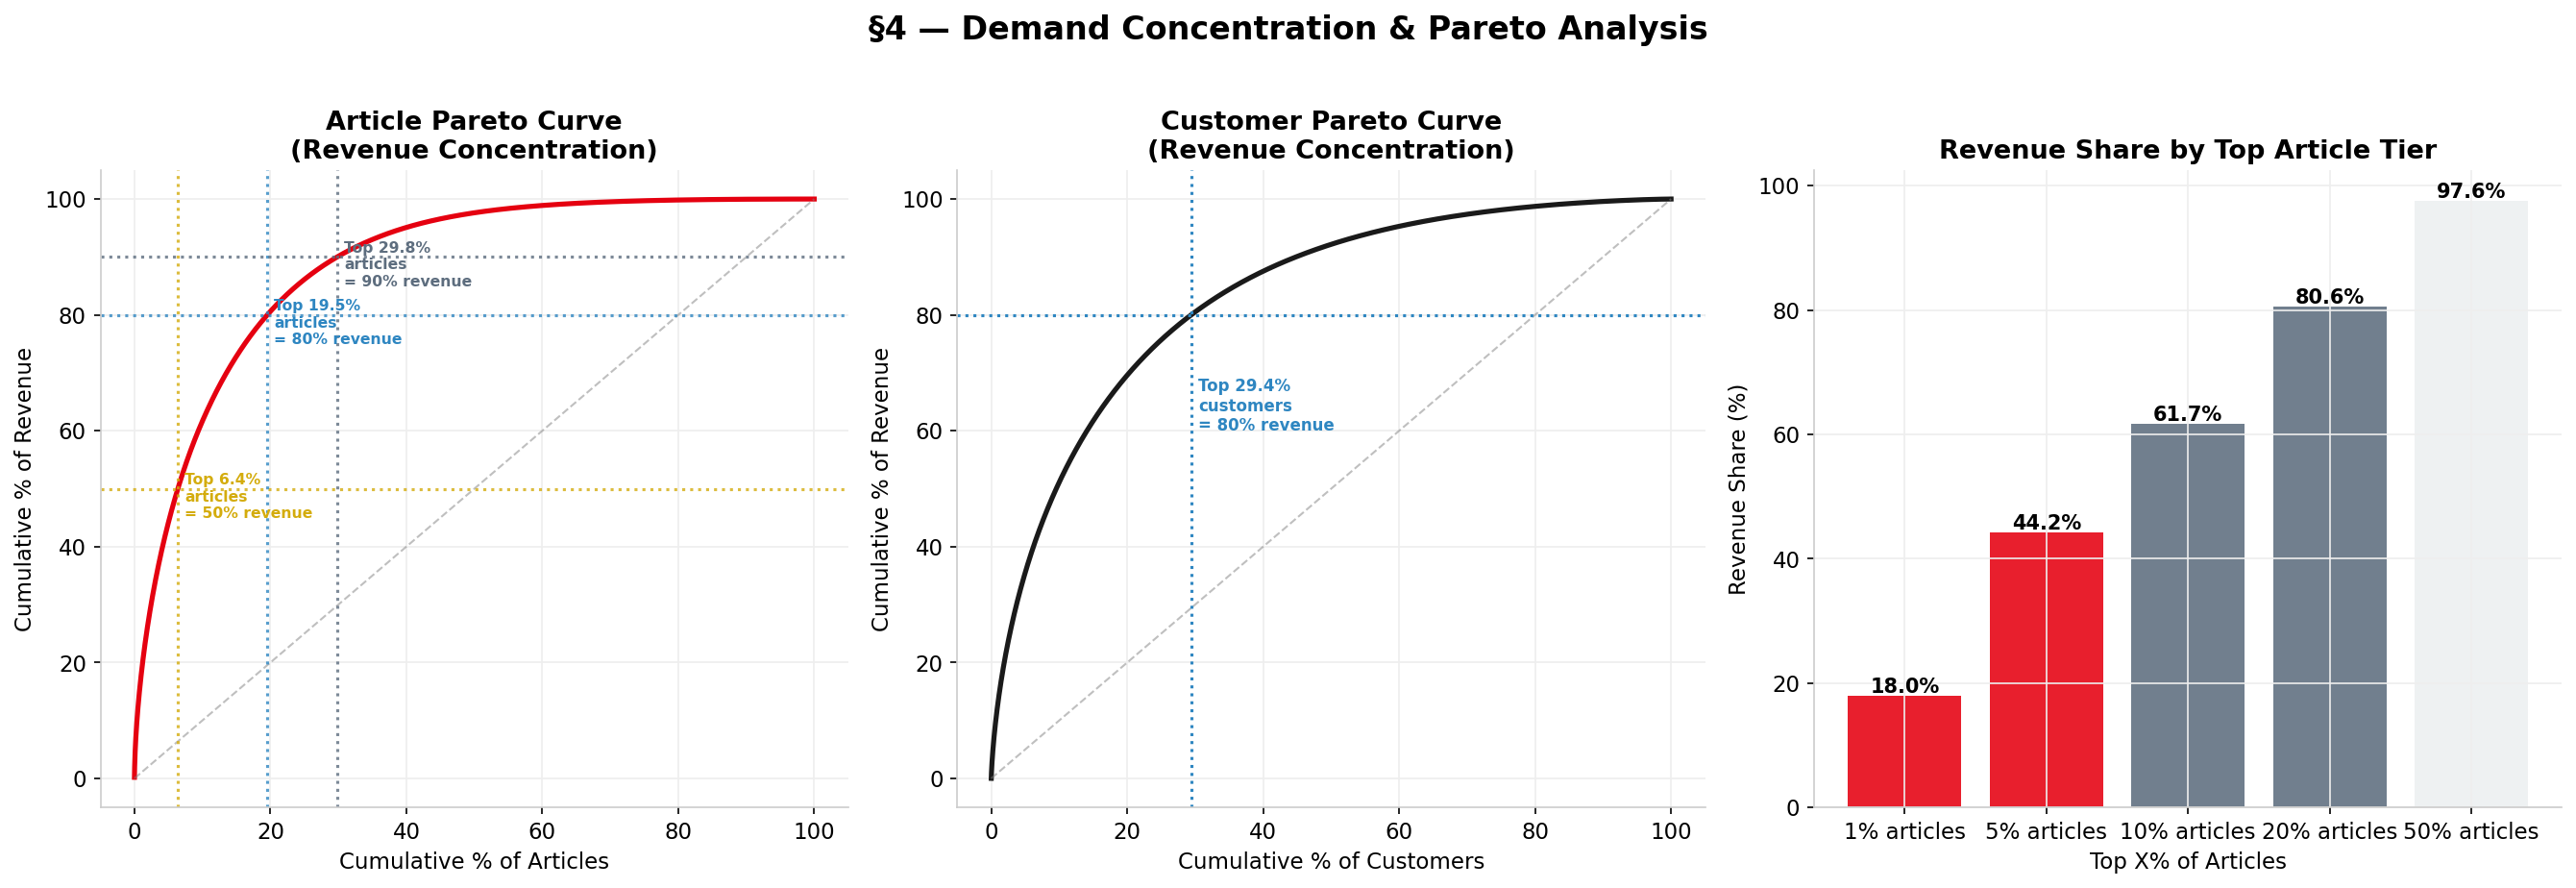 §4 — Demand Concentration & Pareto Analysis
Article Pareto Curve
(Revenue Concentration)
Cumulative % of Revenue
100
80
60
40
20
0
Top 29.8%
articles
= 90% revenue
Top 19.5%
articles
= 80% revenue
Top 6.4%
articles
= 50% revenue
0 20 40 60 80 100
Cumulative % of Articles
Customer Pareto Curve
(Revenue Concentration)
Cumulative % of Revenue
100
80
60
40
20
0
Top 29.4%
customers
= 80% revenue
0 20 40 60 80 100
Cumulative % of Customers
Revenue Share by Top Article Tier
Revenue Share (%)
100
80
60
40
20
0
18.0%
44.2%
61.7%
80.6%
97.6%
1% articles 5% articles 10% articles 20% articles 50% articles
Top X% of Articles